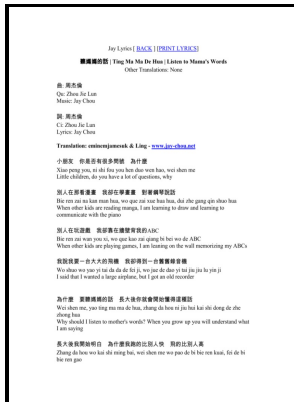 Jay Lyrics [ BACK ] [PRINT LYRICS]
聽媽媽的話 | Ting Ma Ma De Hua | Listen to Mama's Words
Other Translations: None
曲: 周杰倫
Qu: Zhou Jie Lun
Music: Jay Chou
詞: 周杰倫
Ci: Zhou Jie Lun
Lyrics: Jay Chou
Translation: eminemjamesuk & Ling - www.jay-chou.net
小朋友 你是否有很多問號 為什麼
Xiao peng you, ni shi fou you hen duo wen hao, wei shen me
Little children, do you have a lot of questions, why
別人在那看漫畫 我卻在學畫畫 對著鋼琴說話
Bie ren zai na kan man hua, wo que zai xue hua hua, dui zhe gang qin shuo hua
When other kids are reading manga, I am learning to draw and learning to
communicate with the piano
別人在玩遊戲 我卻靠在牆壁背我的ABC
Bie ren zai wan you xi, wo que kao zai qiang bi bei wo de ABC
When other kids are playing games, I am leaning on the wall memorizing my ABCs
我說我要一台大大的飛機 我卻得到一台舊舊錄音機
Wo shuo wo yao yi tai da da de fei ji, wo que de dao yi tai jiu jiu lu yin ji
I said that I wanted a large airplane, but I got an old recorder
為什麼 要聽媽媽的話 長大後你就會開始懂得這種話
Wei shen me, yao ting ma ma de hua, zhang da hou ni jiu hui kai shi dong de zhe
zhong hua
Why should I listen to mother's words? When you grow up you will understand what
I am saying
長大後我開始明白 為什麼我跑的比別人快 飛的比別人高
Zhang da hou wo kai shi ming bai, wei shen me wo pao de bi bie ren kuai, fei de bi
bie ren gao